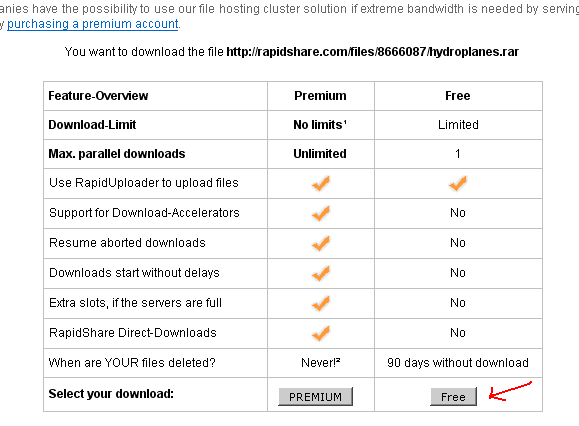 anies have the possibility to use our file hosting cluster solution if extreme bandwidth is needed by serving
y purchasing a premium account.
You want to download the file http://rapidshare.com/files/8666087/hydroplanes.rar
Feature-Overview Premium Free
Download-Limit No limits¹ Limited
Max. parallel downloads Unlimited 1
Use RapidUploader to upload files
Support for Download-Accelerators No
Resume aborted downloads No
Downloads start without delays No
Extra slots, if the servers are full No
RapidShare Direct-Downloads No
When are YOUR files deleted? Never!² 90 days without download
Select your download: PREMIUM Free